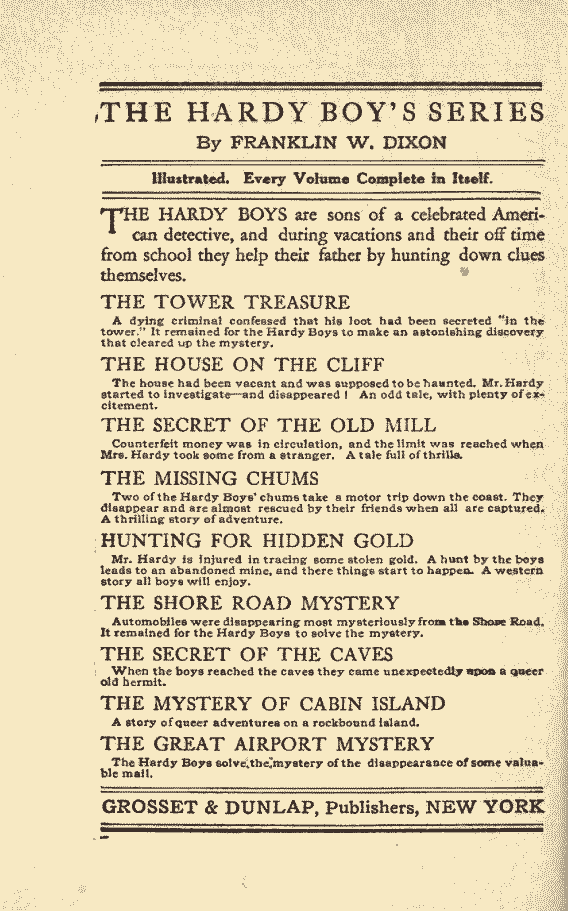 THE HARDY BOY'S SERIES
By FRANKLIN W. DIXON
Illustrated. Every Volume Complete in Itself.
THE HARDY BOYS are sons of a celebrated Ameri-
can detective, and during vacations and their off time
from school they help their father by hunting down clues
themselves.
THE TOWER TREASURE
A dying criminal confessed that his loot had been secreted "in the
tower." It remained for the Hardy Boys to make an astonishing discovery
that cleared up the mystery.
THE HOUSE ON THE CLIFF
The house had been vacant and was supposed to be haunted. Mr. Hardy
started to investigate—and disappeared! An odd tale, with plenty of ex-
citement.
THE SECRET OF THE OLD MILL
Counterfeit money was in circulation, and the limit was reached when
Mrs. Hardy took some from a stranger. A tale full of thrills.
THE MISSING CHUMS
Two of the Hardy Boys' chums take a motor trip down the coast. They
disappear and are almost rescued by their friends when all are captured.
A thrilling story of adventure.
HUNTING FOR HIDDEN GOLD
Mr. Hardy is injured in tracing some stolen gold. A hunt by the boys
leads to an abandoned mine, and there things start to happen. A western
story all boys will enjoy.
THE SHORE ROAD MYSTERY
Automobiles were disappearing most mysteriously from the Shore Road.
It remained for the Hardy Boys to solve the mystery.
THE SECRET OF THE CAVES
When the boys reached the caves they came unexpectedly upon a queer
old hermit.
THE MYSTERY OF CABIN ISLAND
A story of queer adventures on a rockbound island.
THE GREAT AIRPORT MYSTERY
The Hardy Boys solve the mystery of the disappearance of some valua-
ble mail.
GROSSET & DUNLAP, Publishers, NEW YORK